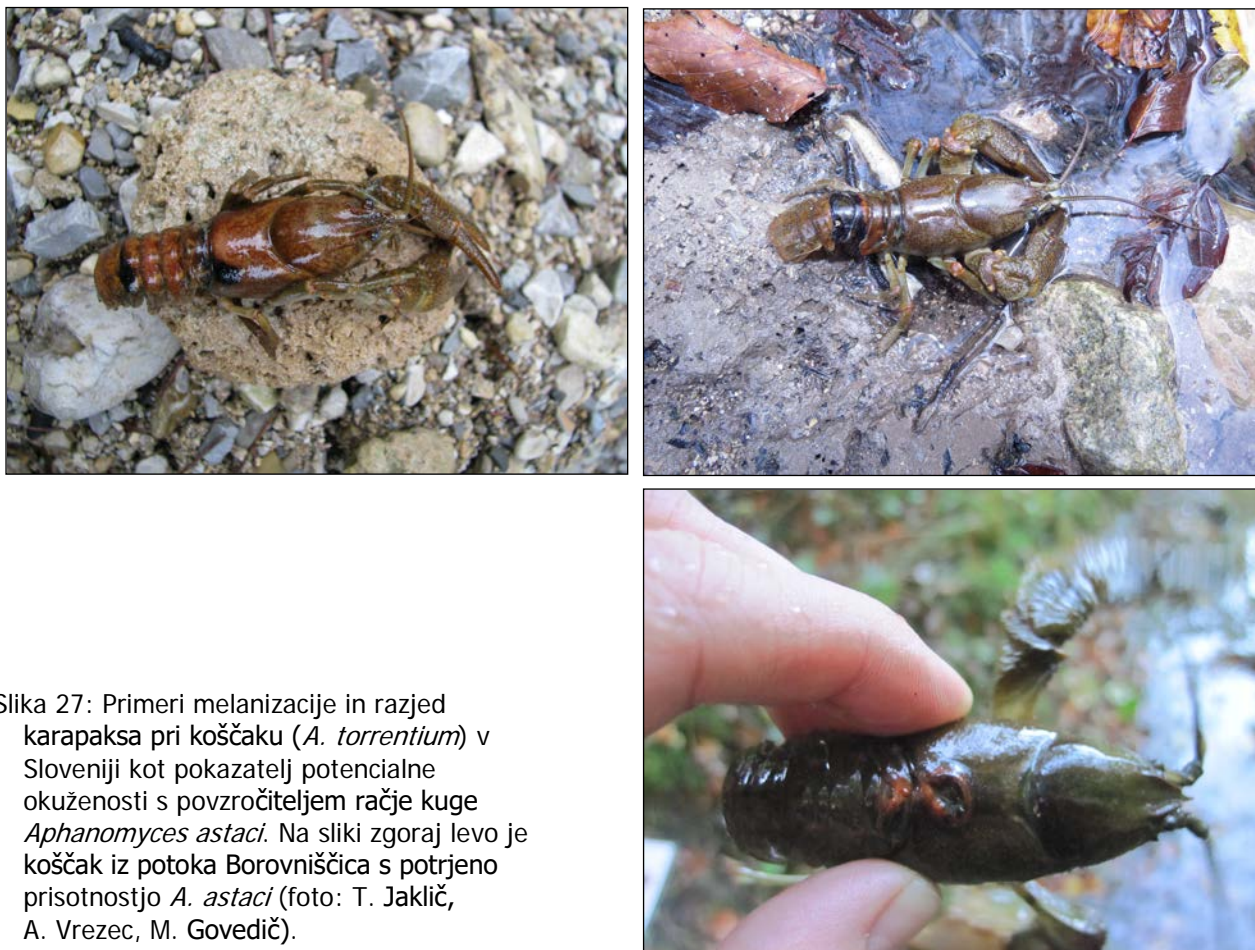 Slika 27: Primeri melanizacije in razjed
karapaksa pri koščaku (A. torrentium) v
Sloveniji kot pokazatelj potencialne
okuženosti s povzročiteljem račje kuge
Aphanomyces astaci. Na sliki zgoraj levo je
koščak iz potoka Borovniščica s potrjeno
prisotnostjo A. astaci (foto: T. Jaklič,
A. Vrezec, M. Govedič).